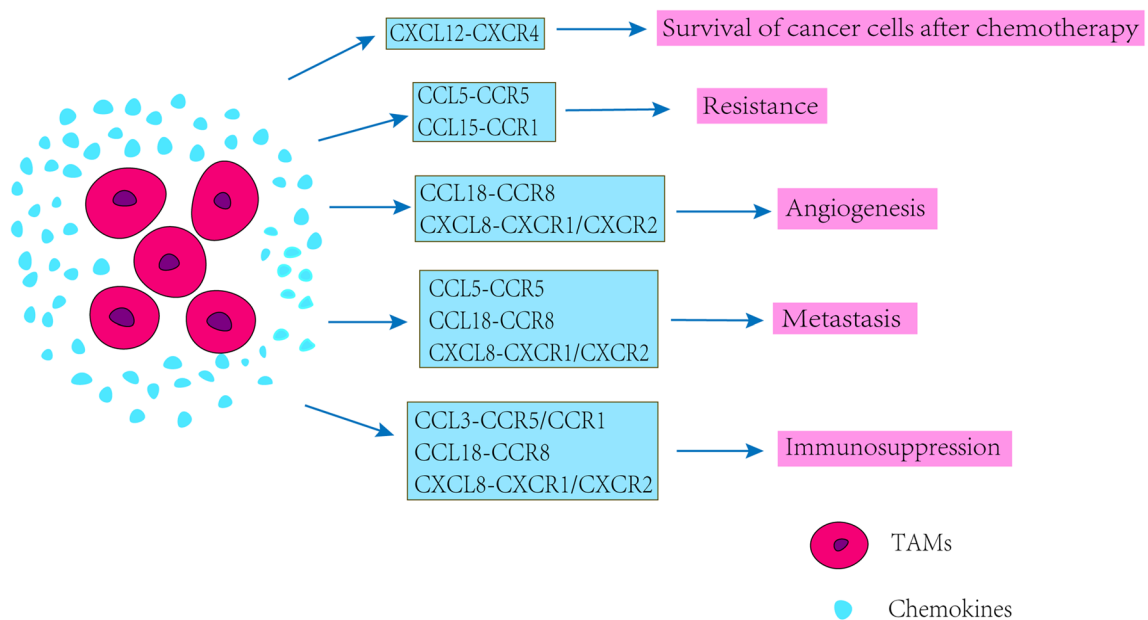 CXCL12-CXCR4
Survival of cancer cells after chemotherapy
CCL5-CCR5
CCL15-CCR1
Resistance
CCL18-CCR8
CXCL8-CXCR1/CXCR2
Angiogenesis
CCL5-CCR5
CCL18-CCR8
CXCL8-CXCR1/CXCR2
Metastasis
CCL3-CCR5/CCR1
CCL18-CCR8
CXCL8-CXCR1/CXCR2
Immunosuppression
TAMs
Chemokines